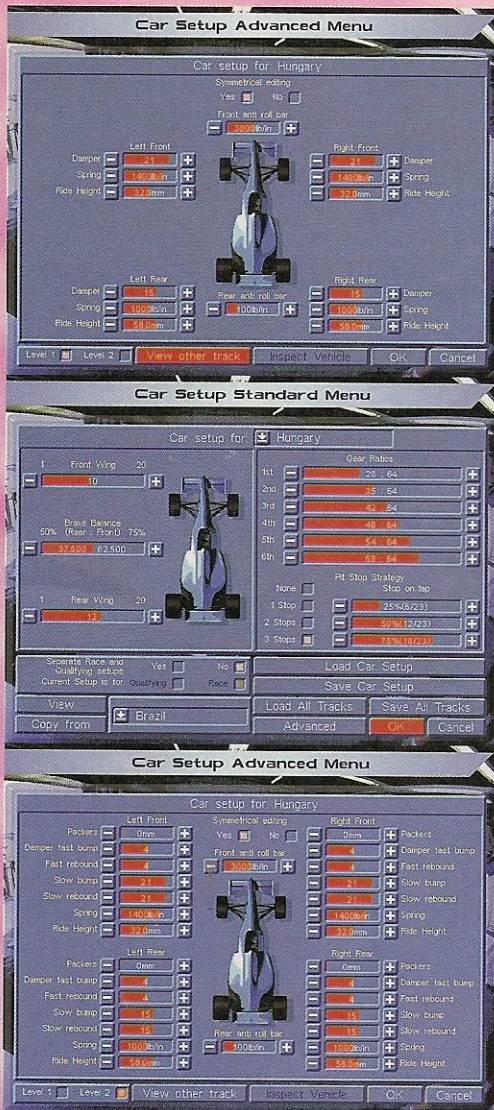 Car Setup Advanced Menu
Car setup for Hungary
Symmetrical editing
Yes No
Front anti roll bar
- 3000lb/in +
Left Front Right Front
Damper - 21 + - 21 + Damper
Spring - 1400lb/in + - 1400lb/in + Spring
Ride Height - 32.0mm + - 32.0mm + Ride Height
Left Rear Right Rear
Rear anti roll bar
Damper - 15 + - 15 + Damper
Spring - 1000lb/in + - 100lb/in + - 1000lb/in + Spring
Ride Height - 58.0mm + - 58.0mm + Ride Height
Level 1 Level 2 View other track Inspect Vehicle OK Cancel
Car Setup Standard Menu
Car setup for Hungary
1 Front Wing 20
- 10 +
Brake Balance
50% (Rear : Front) 75%
- 37.500 : 62.500 +
1 Rear Wing 20
- 12 +
Gear Ratios
1st - 28 : 64 +
2nd - 35 : 64 +
3rd - 42 : 64 +
4th - 48 : 64 +
5th - 54 : 64 +
6th - 59 : 64 +
Pit Stop Strategy
None Stop on lap
1 Stop - 25%(6/23) +
2 Stops - 50%(12/23) +
3 Stops - 75%(18/23) +
Separate Race and
Qualifying setups Yes No
Current Setup is for Qualifying Race
View
Copy from Brazil
Load Car Setup
Save Car Setup
Load All Tracks Save All Tracks
Advanced OK Cancel
Car Setup Advanced Menu
Car setup for Hungary
Left Front Symmetrical editing Right Front
Packers - 0mm + Yes No - 0mm + Packers
Damper fast bump - 4 + Front anti roll bar - 4 + Damper fast bump
Fast rebound - 4 + - 3000lb/in + - 4 + Fast rebound
Slow bump - 21 + - 21 + Slow bump
Slow rebound - 21 + - 21 + Slow rebound
Spring - 1400lb/in + - 1400lb/in + Spring
Ride Height - 32.0mm + - 32.0mm + Ride Height
Left Rear Right Rear
Packers - 0mm + - 0mm + Packers
Damper fast bump - 4 + - 4 + Damper fast bump
Fast rebound - 4 + - 4 + Fast rebound
Slow bump - 15 + - 15 + Slow bump
Slow rebound - 15 + Rear anti roll bar - 15 + Slow rebound
Spring - 1000lb/in + - 100lb/in + - 1000lb/in + Spring
Ride Height - 58.0mm + - 58.0mm + Ride Height
Level 1 Level 2 View other track Inspect Vehicle OK Cancel